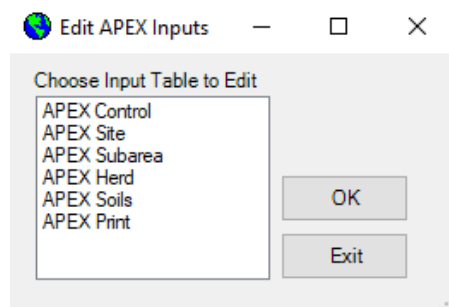 Edit APEX Inputs
Choose Input Table to Edit
APEX Control
APEX Site
APEX Subarea
APEX Herd
APEX Soils
APEX Print
OK
Exit